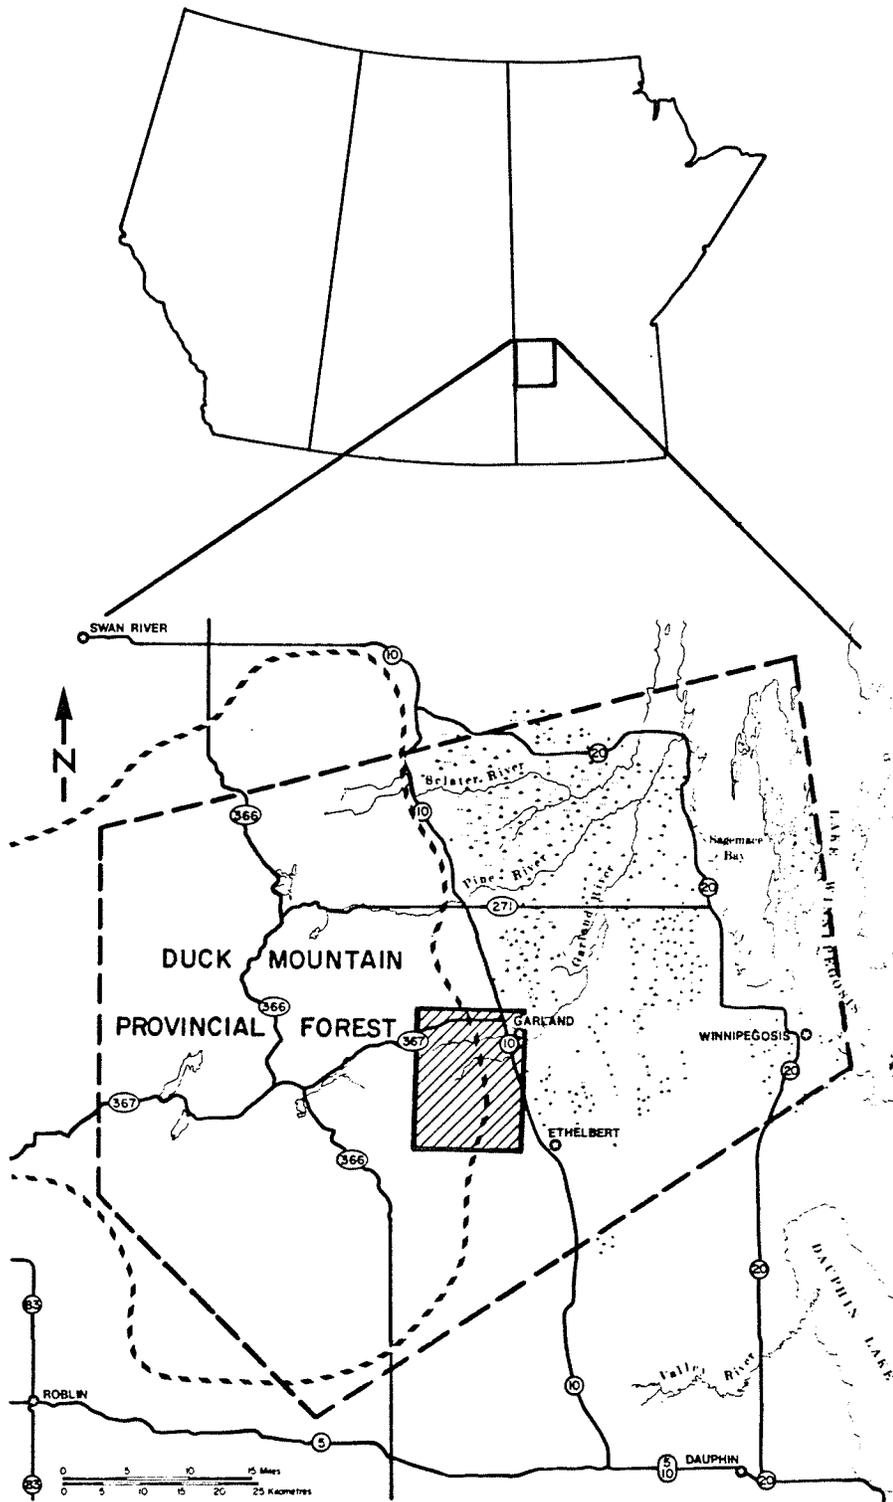 SWAN RIVER
10
N
20
Sclater River
366
10
LAKE WINNIPEGOSIS
Sagemace
Bay
Pine River
20
Garland River
271
DUCK MOUNTAIN
366
PROVINCIAL FOREST
GARLAND
367
10
WINNIPEGOSIS
20
367
ETHELBERT
366
DAUPHIN LAKE
20
83
Valley River
10
ROBLIN
5
5
10
DAUPHIN
20
83
0 5 10 15 Miles
0 5 10 15 20 25 Kilometres